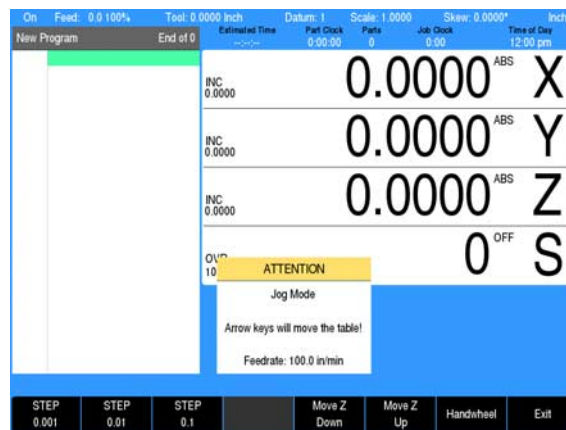 On Feed: 0.0 100% Tool: 0.0000 Inch Datum: 1 Scale: 1.0000 Skew: 0.0000° Inch
New Program End of 0
Estimated Time Part Clock Parts Job Clock Time of Day
--:--:-- 0:00:00 0 0:00 12:00 pm
INC
0.0000
0.0000 ABS X
INC
0.0000
0.0000 ABS Y
INC
0.0000
0.0000 ABS Z
0 OFF S
10
ATTENTION
Jog Mode
Arrow keys will move the table!
Feedrate: 100.0 in/min
STEP
0.001
STEP
0.01
STEP
0.1
Move Z
Down
Move Z
Up
Handwheel
Exit